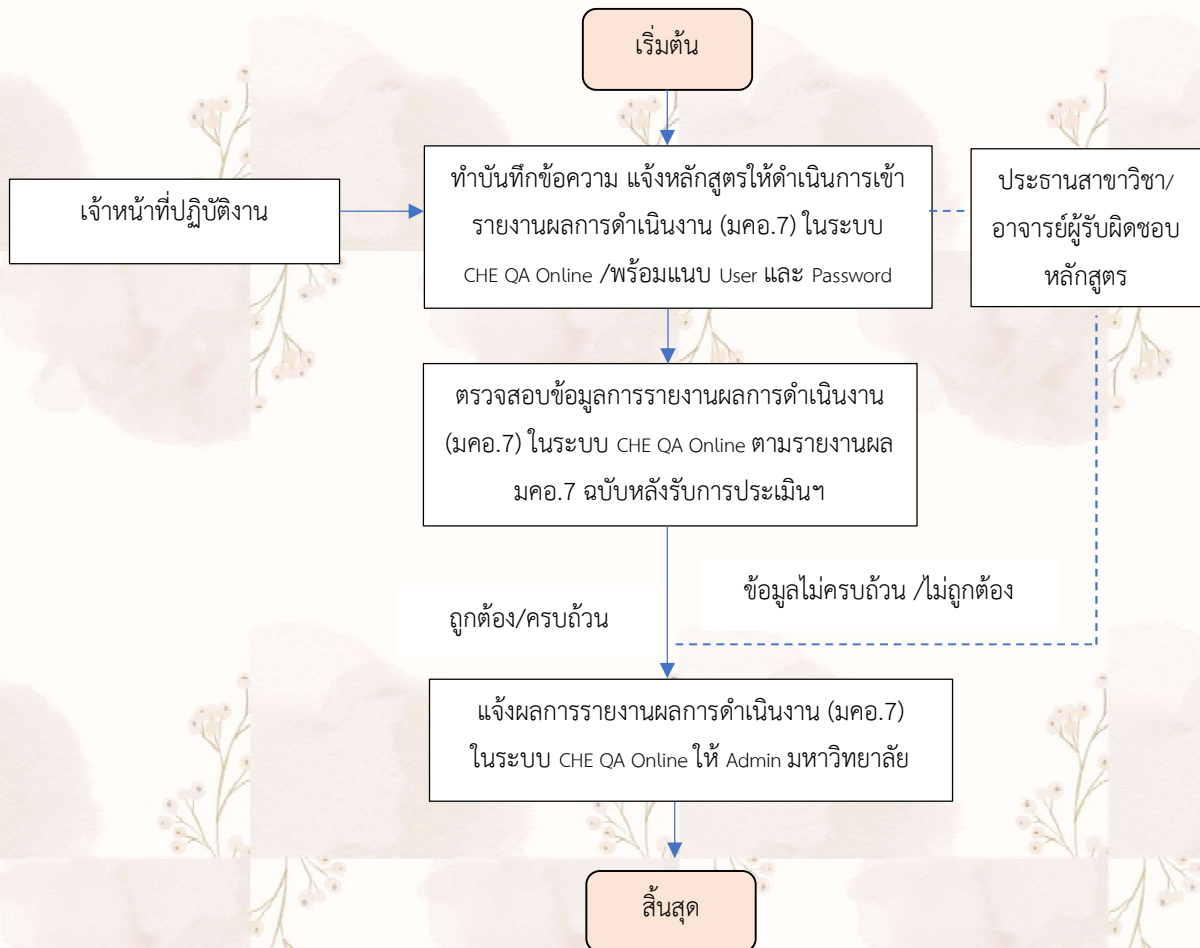 เริ่มต้น
เจ้าหน้าที่ปฏิบัติงาน
ทำบันทึกข้อความ แจ้งหลักสูตรให้ดำเนินการเข้า
รายงานผลการดำเนินงาน (มคอ.7) ในระบบ
CHE QA Online /พร้อมแนบ User และ Password
ประธานสาขาวิชา/
อาจารย์ผู้รับผิดชอบ
หลักสูตร
ตรวจสอบข้อมูลการรายงานผลการดำเนินงาน
(มคอ.7) ในระบบ CHE QA Online ตามรายงานผล
มคอ.7 ฉบับหลังรับการประเมินฯ
ข้อมูลไม่ครบถ้วน /ไม่ถูกต้อง
ถูกต้อง/ครบถ้วน
แจ้งผลการรายงานผลการดำเนินงาน (มคอ.7)
ในระบบ CHE QA Online ให้ Admin มหาวิทยาลัย
สิ้นสุด